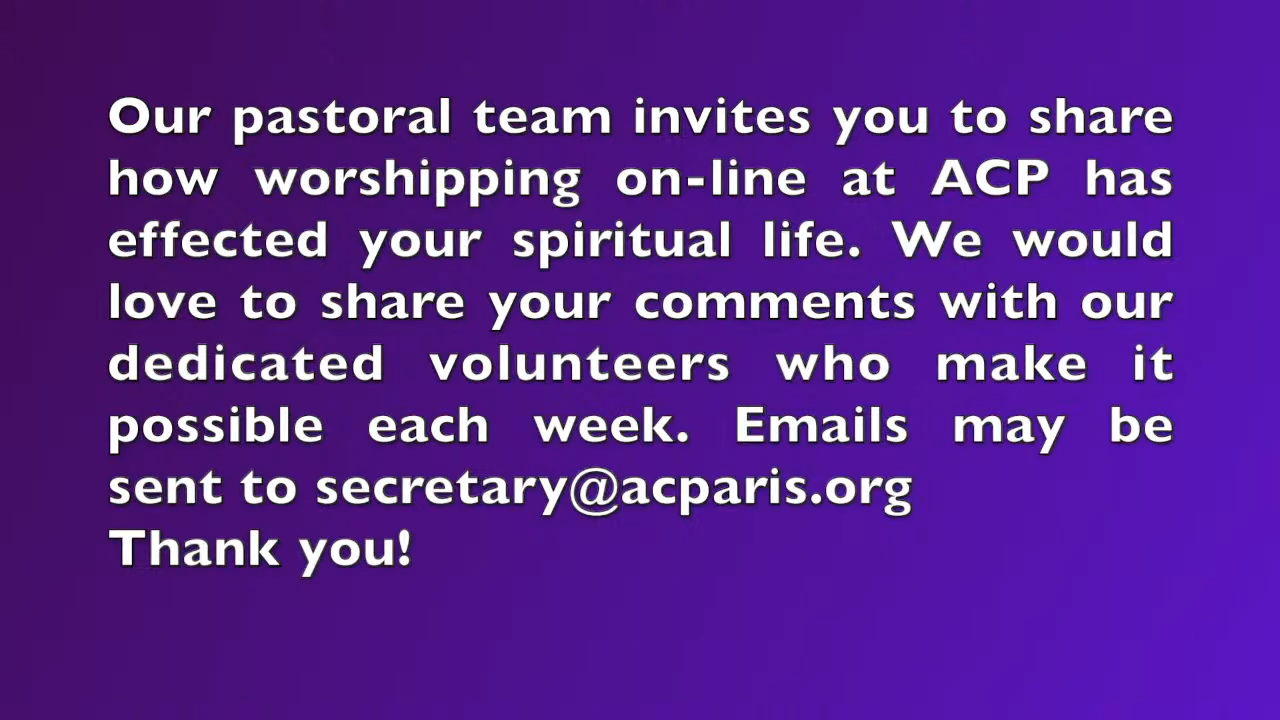 Our pastoral team invites you to share
how worshipping on-line at ACP has
effected your spiritual life. We would
love to share your comments with our
dedicated volunteers who make it
possible each week. Emails may be
sent to secretary@acparis.org
Thank you!